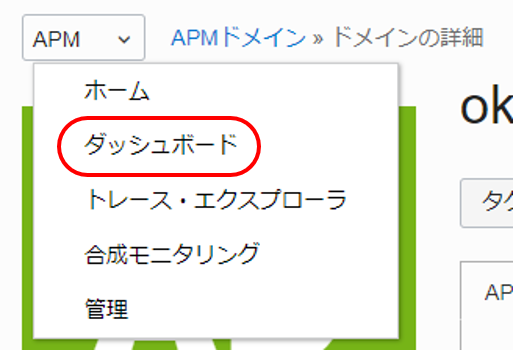 APM APMドメイン » ドメインの詳細
ホーム
ダッシュボード
トレース・エクスプローラ
合成モニタリング
管理
ok
タグ
AP